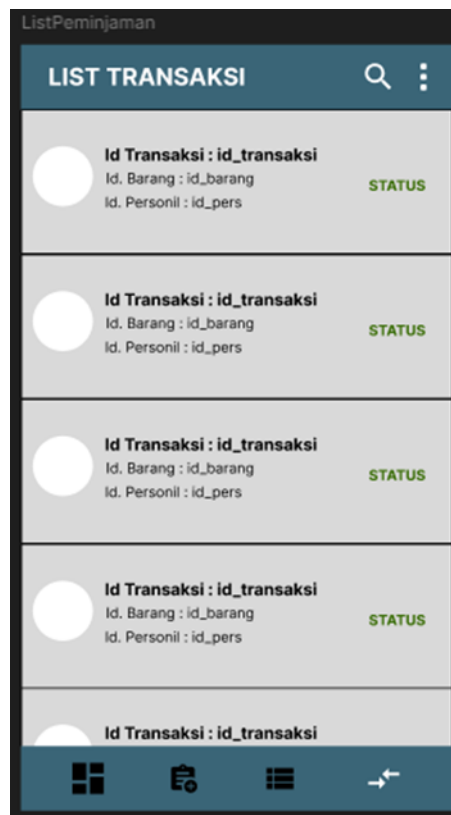 ListPeminjaman
LIST TRANSAKSI
Id Transaksi : id_transaksi
Id. Barang : id_barang
Id. Personil : id_pers
STATUS
Id Transaksi : id_transaksi
Id. Barang : id_barang
Id. Personil : id_pers
STATUS
Id Transaksi : id_transaksi
Id. Barang : id_barang
Id. Personil : id_pers
STATUS
Id Transaksi : id_transaksi
Id. Barang : id_barang
Id. Personil : id_pers
STATUS
Id Transaksi : id_transaksi